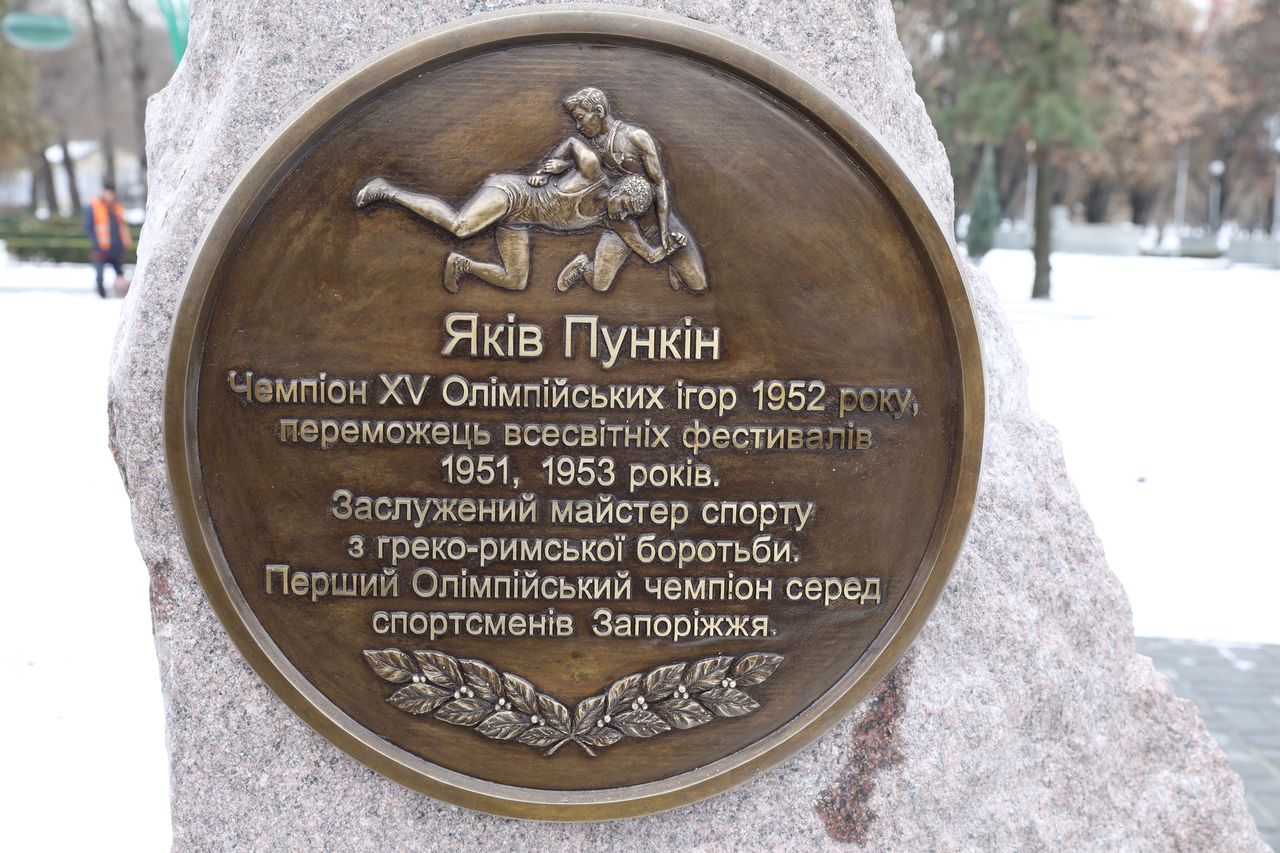 Яків Пункін
Чемпіон XV Олімпійських ігор 1952 року,
переможець всесвітніх фестивалів
1951, 1953 років.
Заслужений майстер спорту
з греко-римської боротьби.
Перший Олімпійський чемпіон серед
спортсменів Запоріжжя.